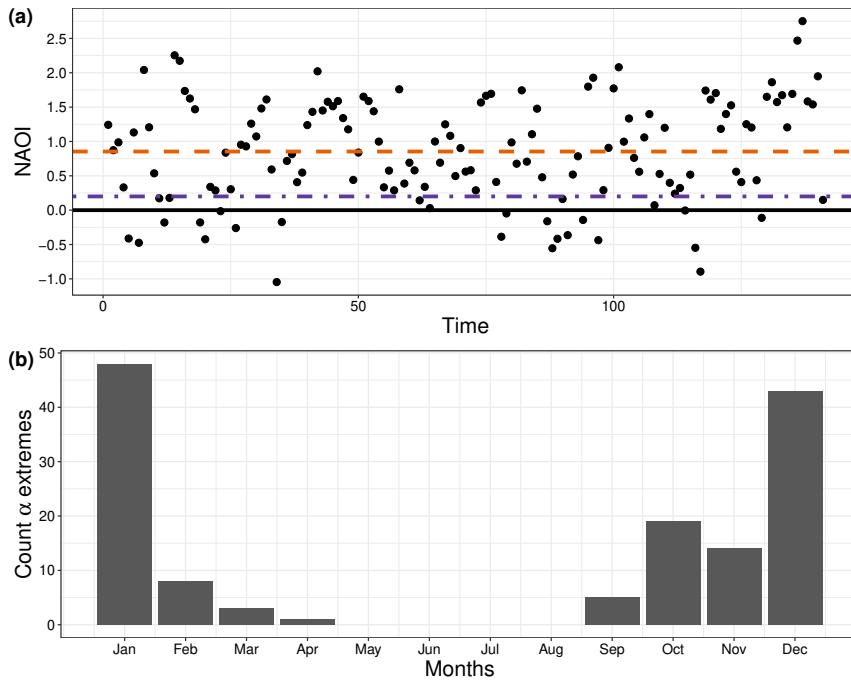 (a)
2.5
2.0
1.5
1.0
0.5
0.0
−0.5
−1.0
NAOI
0 50 100
Time
(b)
50
40
30
20
10
0
Count α extremes
Jan Feb Mar Apr May Jun Jul Aug Sep Oct Nov Dec
Months